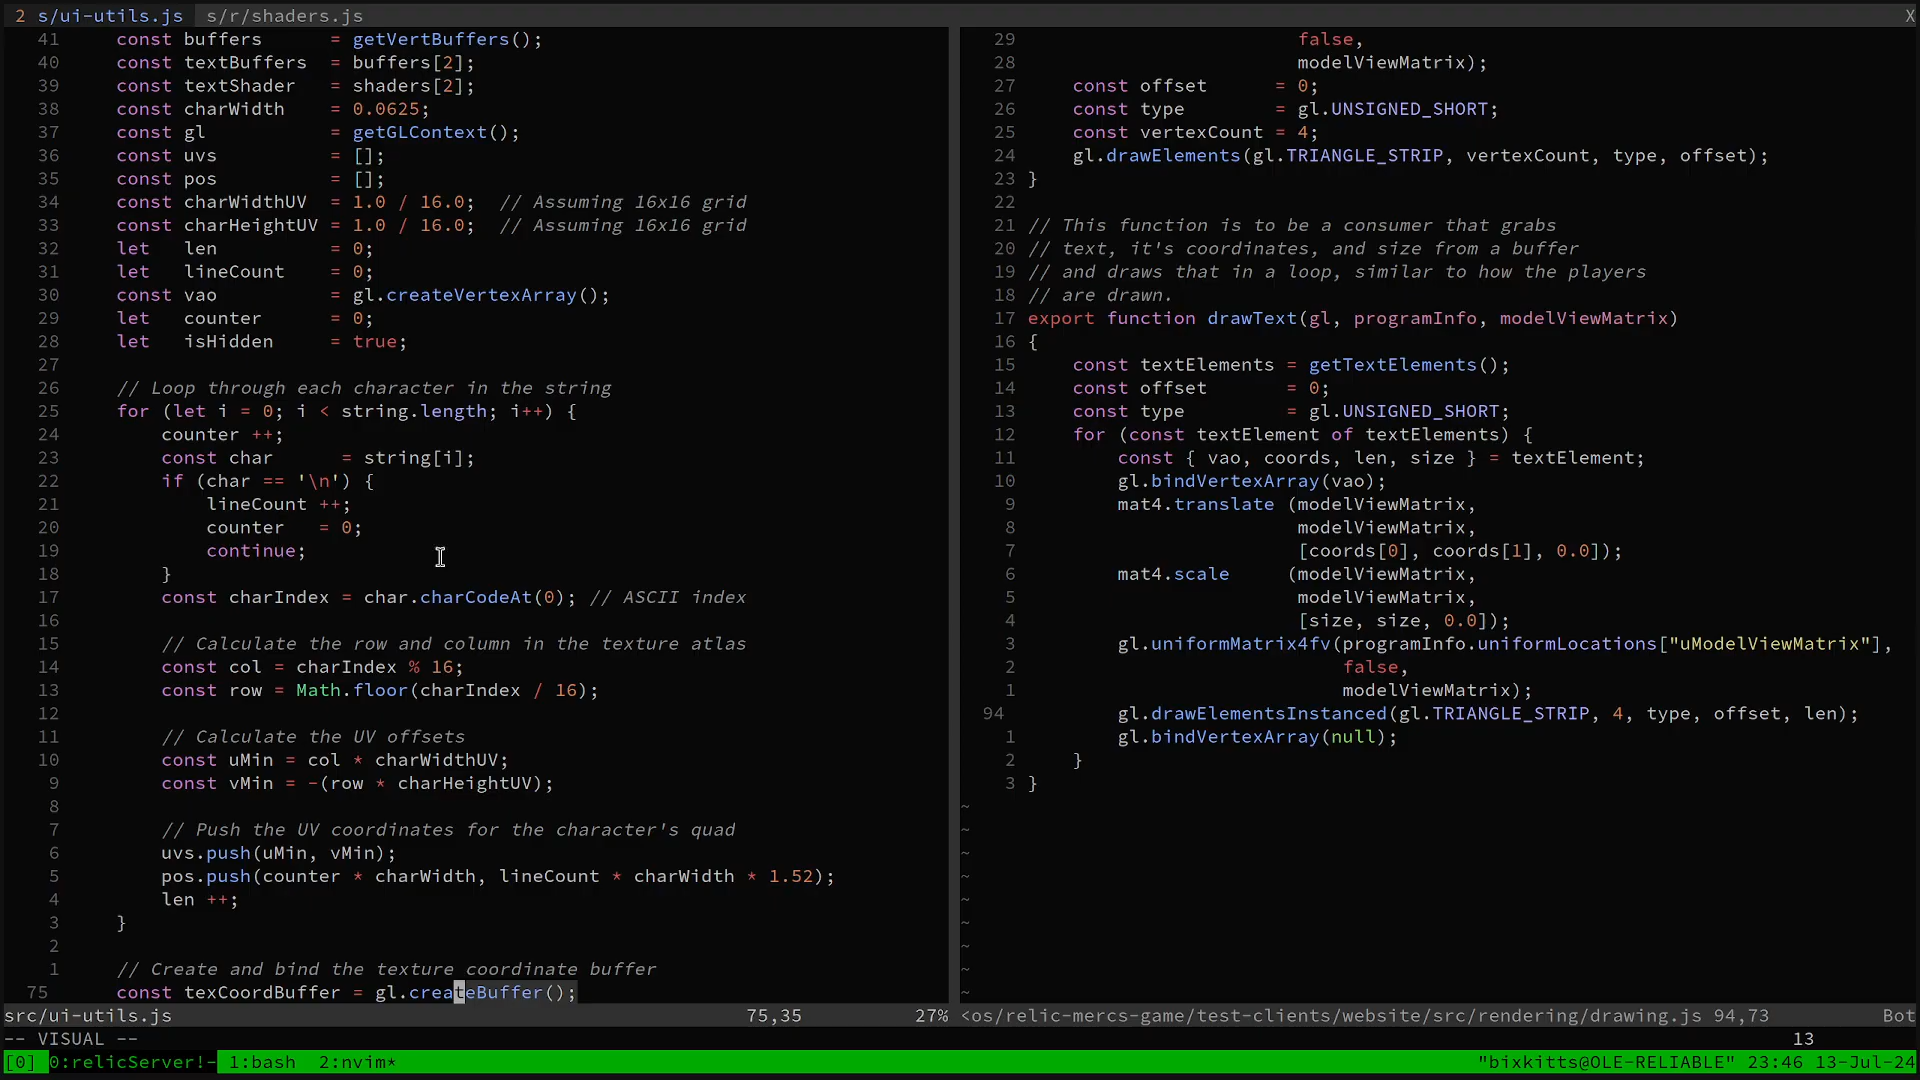 2 s/ui-utils.js  s/r/shaders.js X
41     const buffers      = getVertBuffers();
40     const textBuffers  = buffers[2];
39     const textShader   = shaders[2];
38     const charWidth    = 0.0625;
37     const gl           = getGLContext();
36     const uvs          = [];
35     const pos          = [];
34     const charWidthUV  = 1.0 / 16.0;  // Assuming 16x16 grid
33     const charHeightUV = 1.0 / 16.0;  // Assuming 16x16 grid
32     let   len          = 0;
31     let   lineCount    = 0;
30     const vao          = gl.createVertexArray();
29     let   counter      = 0;
28     let   isHidden     = true;
27
26     // Loop through each character in the string
25     for (let i = 0; i < string.length; i++) {
24         counter ++;
23         const char      = string[i];
22         if (char == '\n') {
21             lineCount ++;
20             counter   = 0;
19             continue;
18         }
17         const charIndex = char.charCodeAt(0); // ASCII index
16
15         // Calculate the row and column in the texture atlas
14         const col = charIndex % 16;
13         const row = Math.floor(charIndex / 16);
12
11         // Calculate the UV offsets
10         const uMin = col * charWidthUV;
9         const vMin = -(row * charHeightUV);
8
7         // Push the UV coordinates for the character's quad
6         uvs.push(uMin, vMin);
5         pos.push(counter * charWidth, lineCount * charWidth * 1.52);
4         len ++;
3     }
2
1     // Create and bind the texture coordinate buffer
75     const texCoordBuffer = gl.createBuffer();
src/ui-utils.js 75,35 27%
29                         false,
28                         modelViewMatrix);
27     const offset      = 0;
26     const type        = gl.UNSIGNED_SHORT;
25     const vertexCount = 4;
24     gl.drawElements(gl.TRIANGLE_STRIP, vertexCount, type, offset);
23 }
22
21 // This function is to be a consumer that grabs
20 // text, it's coordinates, and size from a buffer
19 // and draws that in a loop, similar to how the players
18 // are drawn.
17 export function drawText(gl, programInfo, modelViewMatrix)
16 {
15     const textElements = getTextElements();
14     const offset       = 0;
13     const type         = gl.UNSIGNED_SHORT;
12     for (const textElement of textElements) {
11         const { vao, coords, len, size } = textElement;
10         gl.bindVertexArray(vao);
9         mat4.translate (modelViewMatrix,
8                         modelViewMatrix,
7                         [coords[0], coords[1], 0.0]);
6         mat4.scale     (modelViewMatrix,
5                         modelViewMatrix,
4                         [size, size, 0.0]);
3         gl.uniformMatrix4fv(programInfo.uniformLocations["uModelViewMatrix"],
2                             false,
1                             modelViewMatrix);
94         gl.drawElementsInstanced(gl.TRIANGLE_STRIP, 4, type, offset, len);
1         gl.bindVertexArray(null);
2     }
3 }
~
~
~
~
~
~
~
~
~
<os/relic-mercs-game/test-clients/website/src/rendering/drawing.js 94,73 Bot
-- VISUAL -- 13
[0] 0:relicServer!- 1:bash  2:nvim* "bixkitts@OLE-RELIABLE" 23:46 13-Jul-24